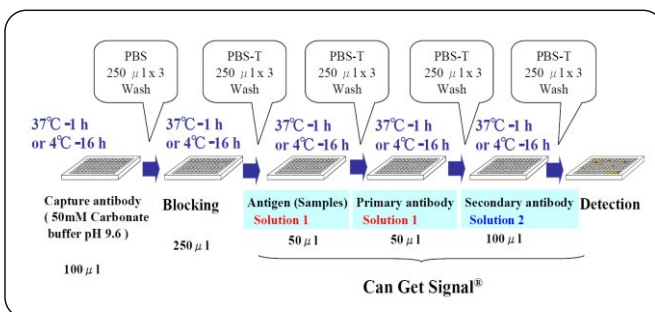 PBS
250 μl x 3
Wash
PBS-T
250 μl x 3
Wash
PBS-T
250 μl x 3
Wash
PBS-T
250 μl x 3
Wash
PBS-T
250 μl x 3
Wash
37℃-1 h
or 4℃-16 h
37℃-1 h
or 4℃-16 h
37℃-1 h
or 4℃-16 h
37℃-1 h
or 4℃-16 h
37℃-1 h
or 4℃-16 h
Capture antibody
( 50mM Carbonate
buffer pH 9.6 )
100 μl
Blocking
250 μl
Antigen (Samples)
Solution 1
50 μl
Primary antibody
Solution 1
50 μl
Secondary antibody
Solution 2
100 μl
Detection
Can Get Signal®